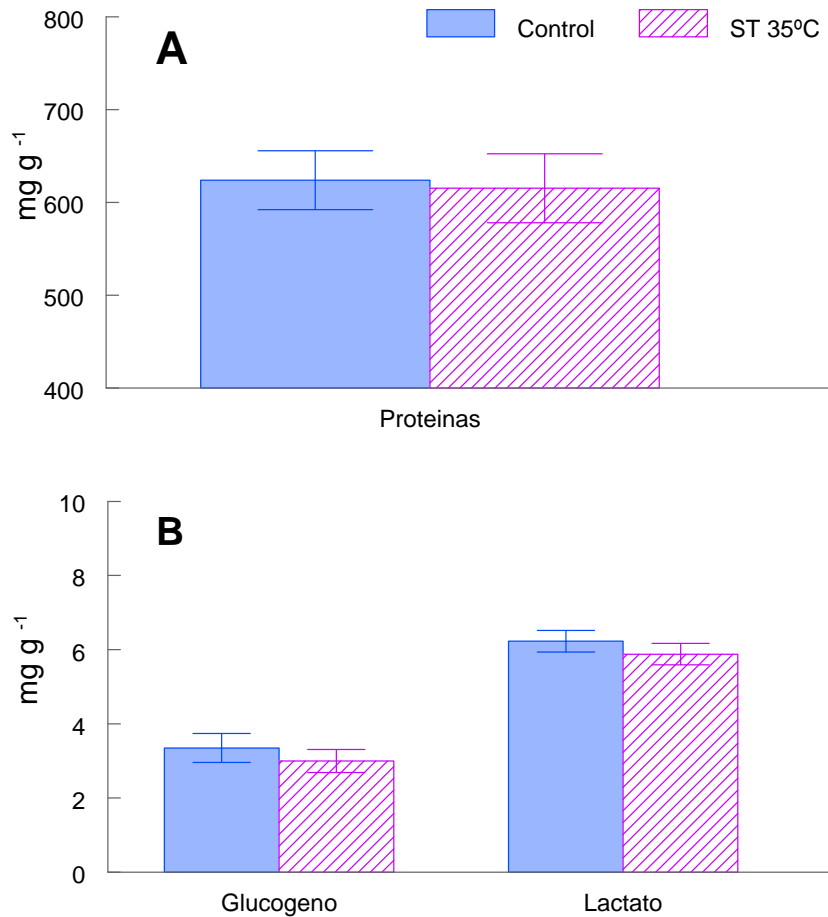 800
A
Control
ST 35ºC
700
mg g -1
600
500
400
Proteinas
10
B
8
6
mg g -1
4
2
0
Glucogeno
Lactato